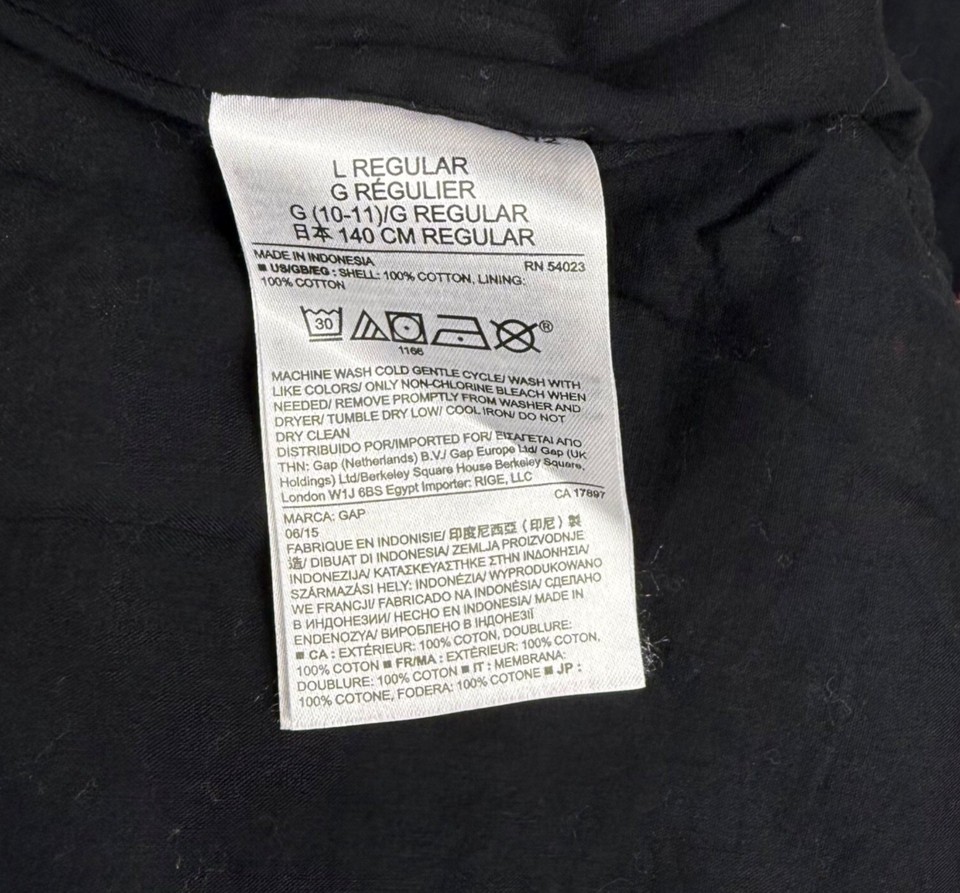 L REGULAR
G RÉGULIER
G (10-11)/G REGULAR
日本 140 CM REGULAR
MADE IN INDONESIA
RN 54023
■ US/GB/EG : SHELL: 100% COTTON, LINING:
100% COTTON
30
®
1166
MACHINE WASH COLD GENTLE CYCLE/ WASH WITH
LIKE COLORS/ ONLY NON-CHLORINE BLEACH WHEN
NEEDED/ REMOVE PROMPTLY FROM WASHER AND
DRYER/ TUMBLE DRY LOW/ COOL IRON/ DO NOT
DRY CLEAN
DISTRIBUIDO POR/IMPORTED FOR/ ΕΙΣΑΓΕΤΑΙ ΑΠΟ
ΤΗΝ: Gap (Netherlands) B.V./ Gap Europe Ltd/ Gap (UK
Holdings) Ltd/Berkeley Square House Berkeley Square,
London W1J 6BS Egypt Importer: RIGE, LLC
CA 17897
MARCA: GAP
06/15
FABRIQUE EN INDONISIE/ 印度尼西亞 (印尼) 製
造/ DIBUAT DI INDONESIA/ ZEMLJA PROIZVODNJE
INDONEZIJA/ ΚΑΤΑΣΚΕΥΑΣΤΗΚΕ ΣΤΗΝ ΙΝΔΟΝΗΣΙΑ/
SZÁRMAZÁSI HELY: INDONÉZIA/ WYPRODUKOWANO
WE FRANCJI/ FABRICADO NA INDONÉSIA/ СДЕЛАНО
В ИНДОНЕЗИИ/ HECHO EN INDONESIA/ MADE IN
ENDENOZYA/ ВИРОБЛЕНО В ІНДОНЕЗІЇ
■ CA : EXTÉRIEUR: 100% COTON, DOUBLURE:
100% COTON ■ FR/MA : EXTÉRIEUR: 100% COTON,
DOUBLURE: 100% COTON ■ IT : MEMBRANA:
100% COTONE, FODERA: 100% COTONE ■ JP :